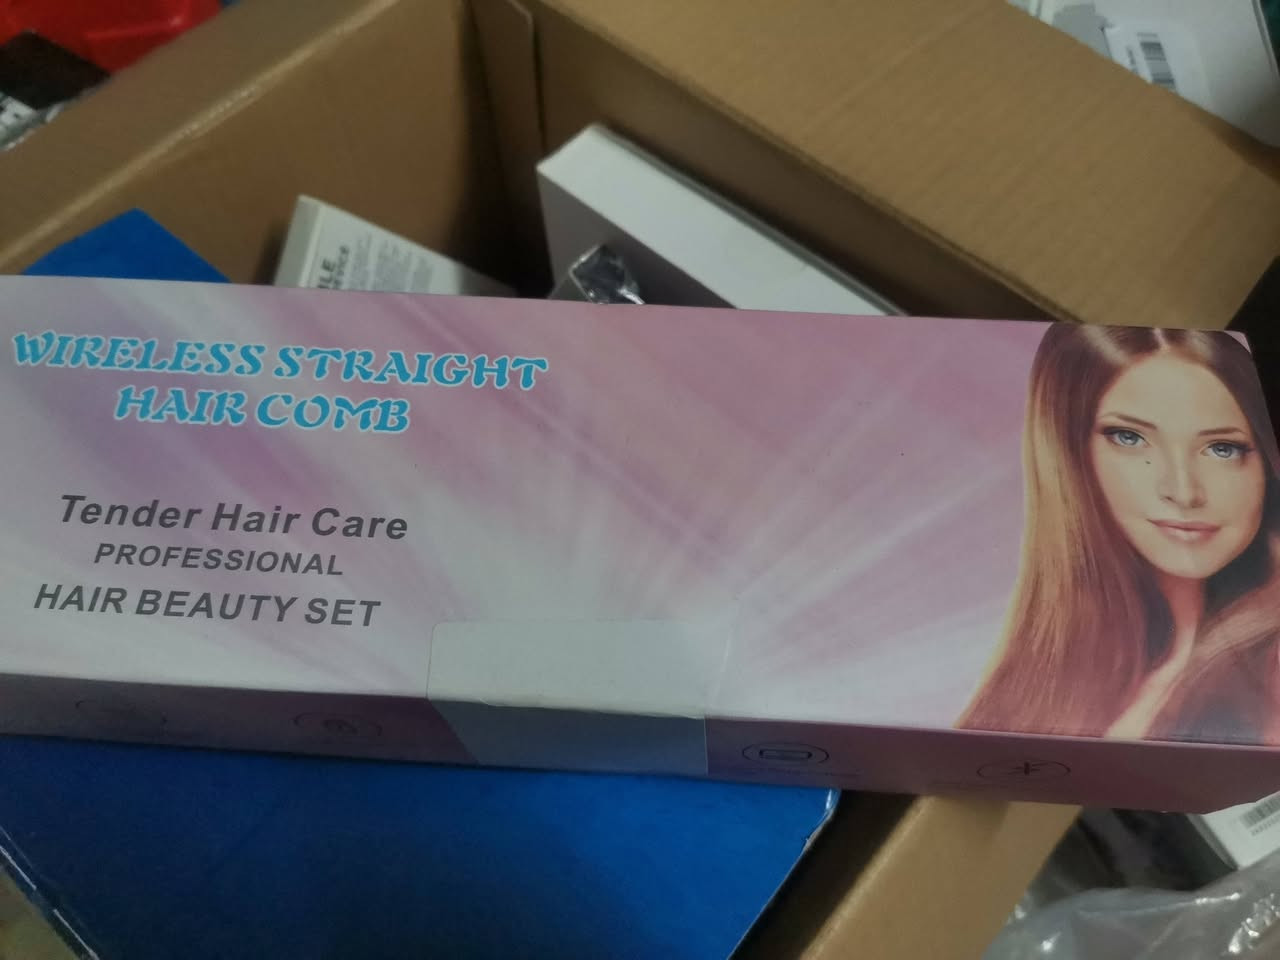 WIRELESS STRAIGHT
HAIR COMB
Tender Hair Care
PROFESSIONAL
HAIR BEAUTY SET